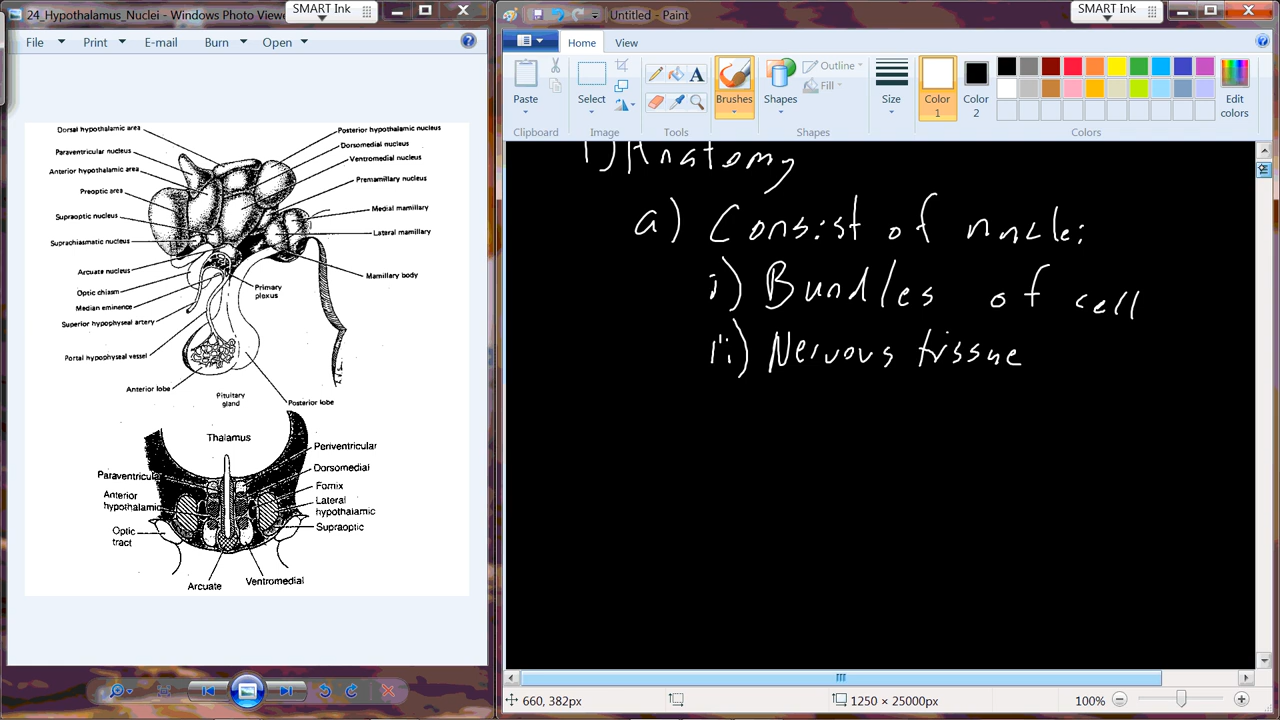 24_Hypothalamus_Nuclei - Windows Photo Viewe
SMART Ink
File Print E-mail Burn Open
Dorsal hypothalamic area
Paraventricular nucleus
Anterior hypothalamic area
Preoptic area
Supraoptic nucleus
Suprachiasmatic nucleus
Arcuate nucleus
Optic chiasm
Median eminence
Superior hypophyseal artery
Portal hypophyseal vessel
Anterior lobe
Pituitary
gland
Posterior lobe
Primary
plexus
Posterior hypothalamic nucleus
Dorsomedial nucleus
Ventromedial nucleus
Premamillary nucleus
Medial mamillary
Lateral mamillary
Mamillary body
Thalamus
Paraventricular
Anterior
hypothalamic
Optic
tract
Arcuate
Ventromedial
Periventricular
Dorsomedial
Fornix
Lateral
hypothalamic
Supraoptic
Untitled - Paint
SMART Ink
Home View
Paste
Clipboard
Select
Image
A
Tools
Brushes
Shapes
Outline
Fill
Shapes
Size
Color
1
Color
2
Edit
colors
Colors
1) Anatomy
a) Consist of nuclei
i) Bundles of cell
ii) Nervous tissue
660, 382px
1250 × 25000px
100%